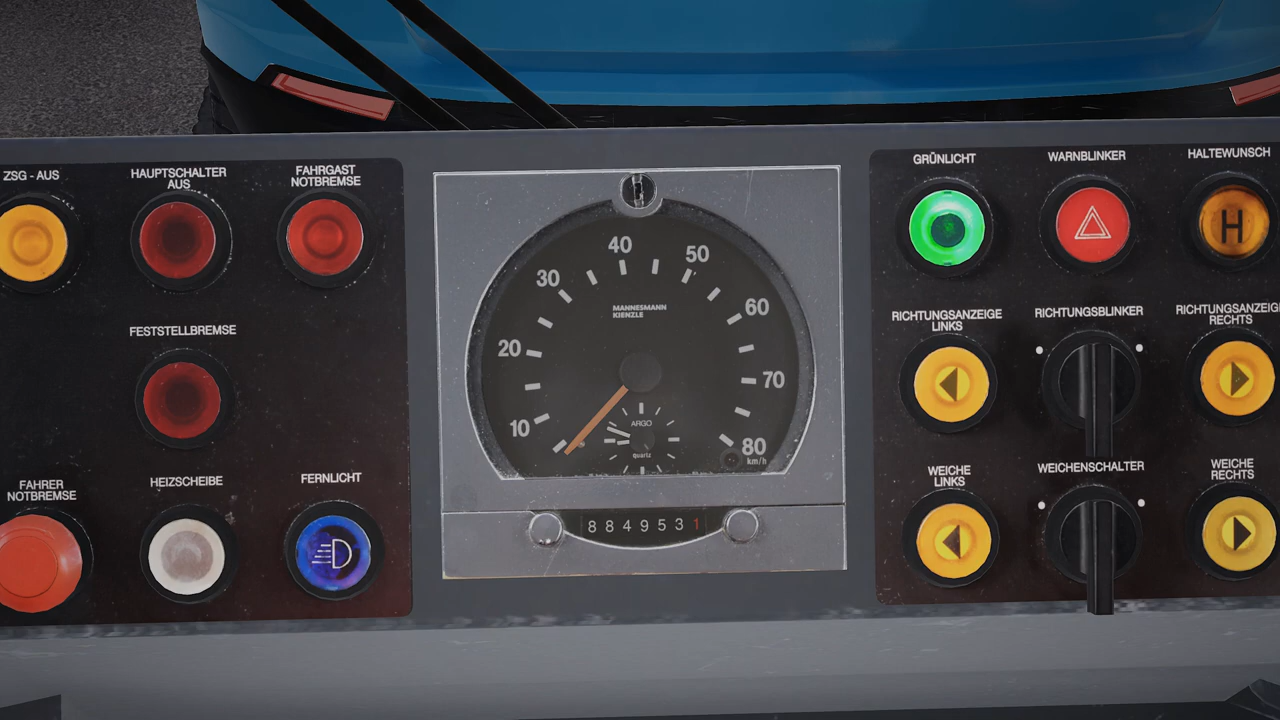 ZSG - AUS
HAUPTSCHALTER
AUS
FAHRGAST
NOTBREMSE
FESTSTELLBREMSE
FAHRER
NOTBREMSE
HEIZSCHEIBE
FERNLICHT
10
20
30
40
50
60
70
80
km/h
MANNESMANN
KIENZLE
ARGO
quartz
8849531
GRÜNLICHT
WARNBLINKER
HALTEWUNSCH
H
RICHTUNGSANZEIGE
LINKS
RICHTUNGSBLINKER
RICHTUNGSANZEIGE
RECHTS
WEICHE
LINKS
WEICHENSCHALTER
WEICHE
RECHTS